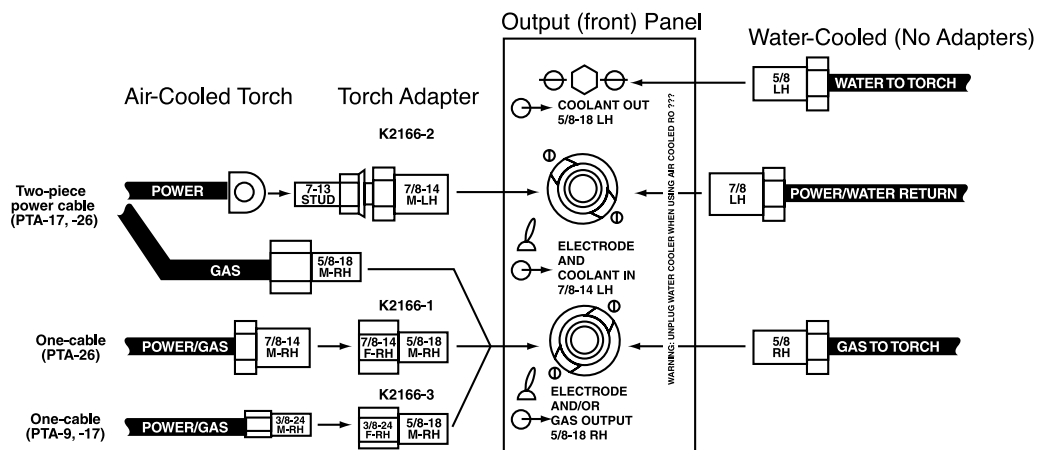 Output (front) Panel
Water-Cooled (No Adapters)
Air-Cooled Torch
Torch Adapter
K2166-2
5/8
LH
WATER TO TORCH
COOLANT OUT
5/8-18 LH
Two-piece
power cable
(PTA-17, -26)
POWER
7-13
STUD
7/8-14
M-LH
7/8
LH
POWER/WATER RETURN
GAS
5/8-18
M-RH
ELECTRODE
AND
COOLANT IN
7/8-14 LH
WARNING: UNPLUG WATER COOLER WHEN USING AIR COOLED RO ???
K2166-1
One-cable
(PTA-26)
POWER/GAS
7/8-14
M-RH
7/8-14
F-RH
5/8-18
M-RH
5/8
RH
GAS TO TORCH
K2166-3
One-cable
(PTA-9, -17)
POWER/GAS
3/8-24
M-RH
3/8-24
F-RH
5/8-18
M-RH
ELECTRODE
AND/OR
GAS OUTPUT
5/8-18 RH